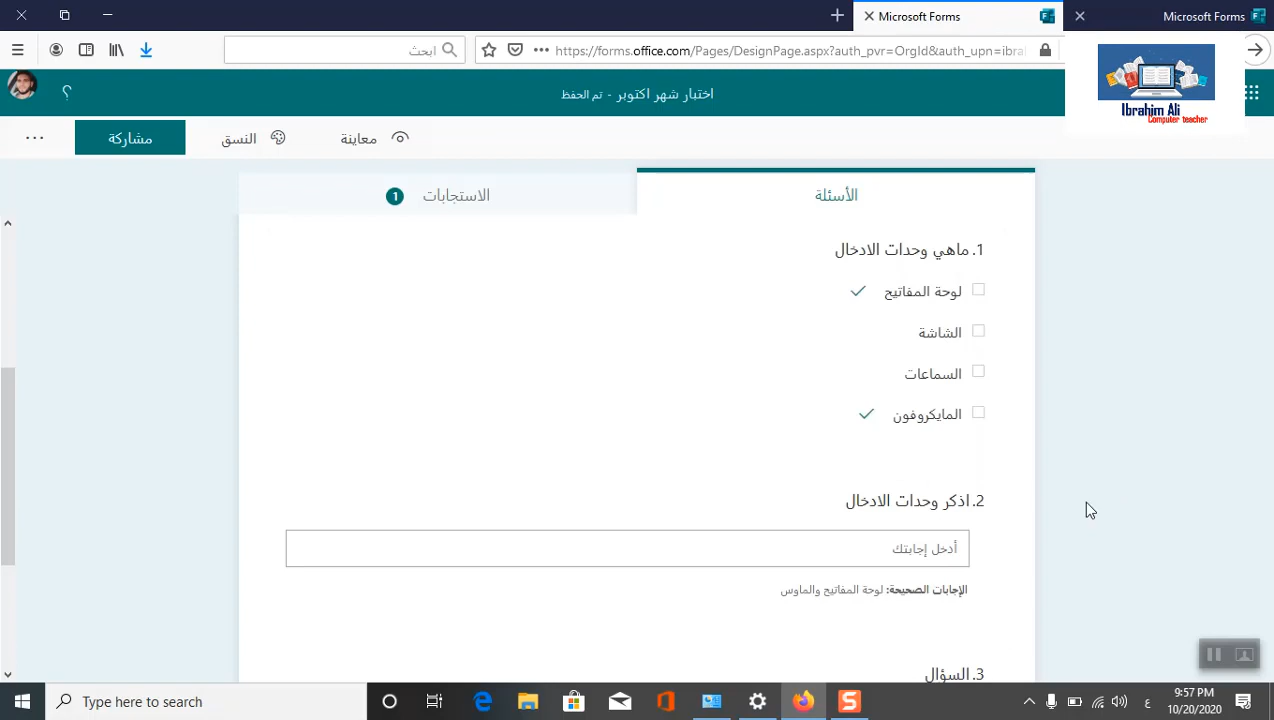 Microsoft Forms
Microsoft Forms
ابحث
https://forms.office.com/Pages/DesignPage.aspx?auth_pvr=OrgId&auth_upn=ibra
Ibrahim Ali
Computer teacher
اختبار شهر اكتوبر - تم الحفظ
؟
معاينة
النسق
مشاركة
الأسئلة
الاستجابات 1
1. ماهي وحدات الادخال
لوحة المفاتيح
الشاشة
السماعات
المايكروفون
2. اذكر وحدات الادخال
أدخل إجابتك
الإجابات الصحيحة: لوحة المفاتيح والماوس
3. السؤال
Type here to search
ع
9:57 PM
10/20/2020